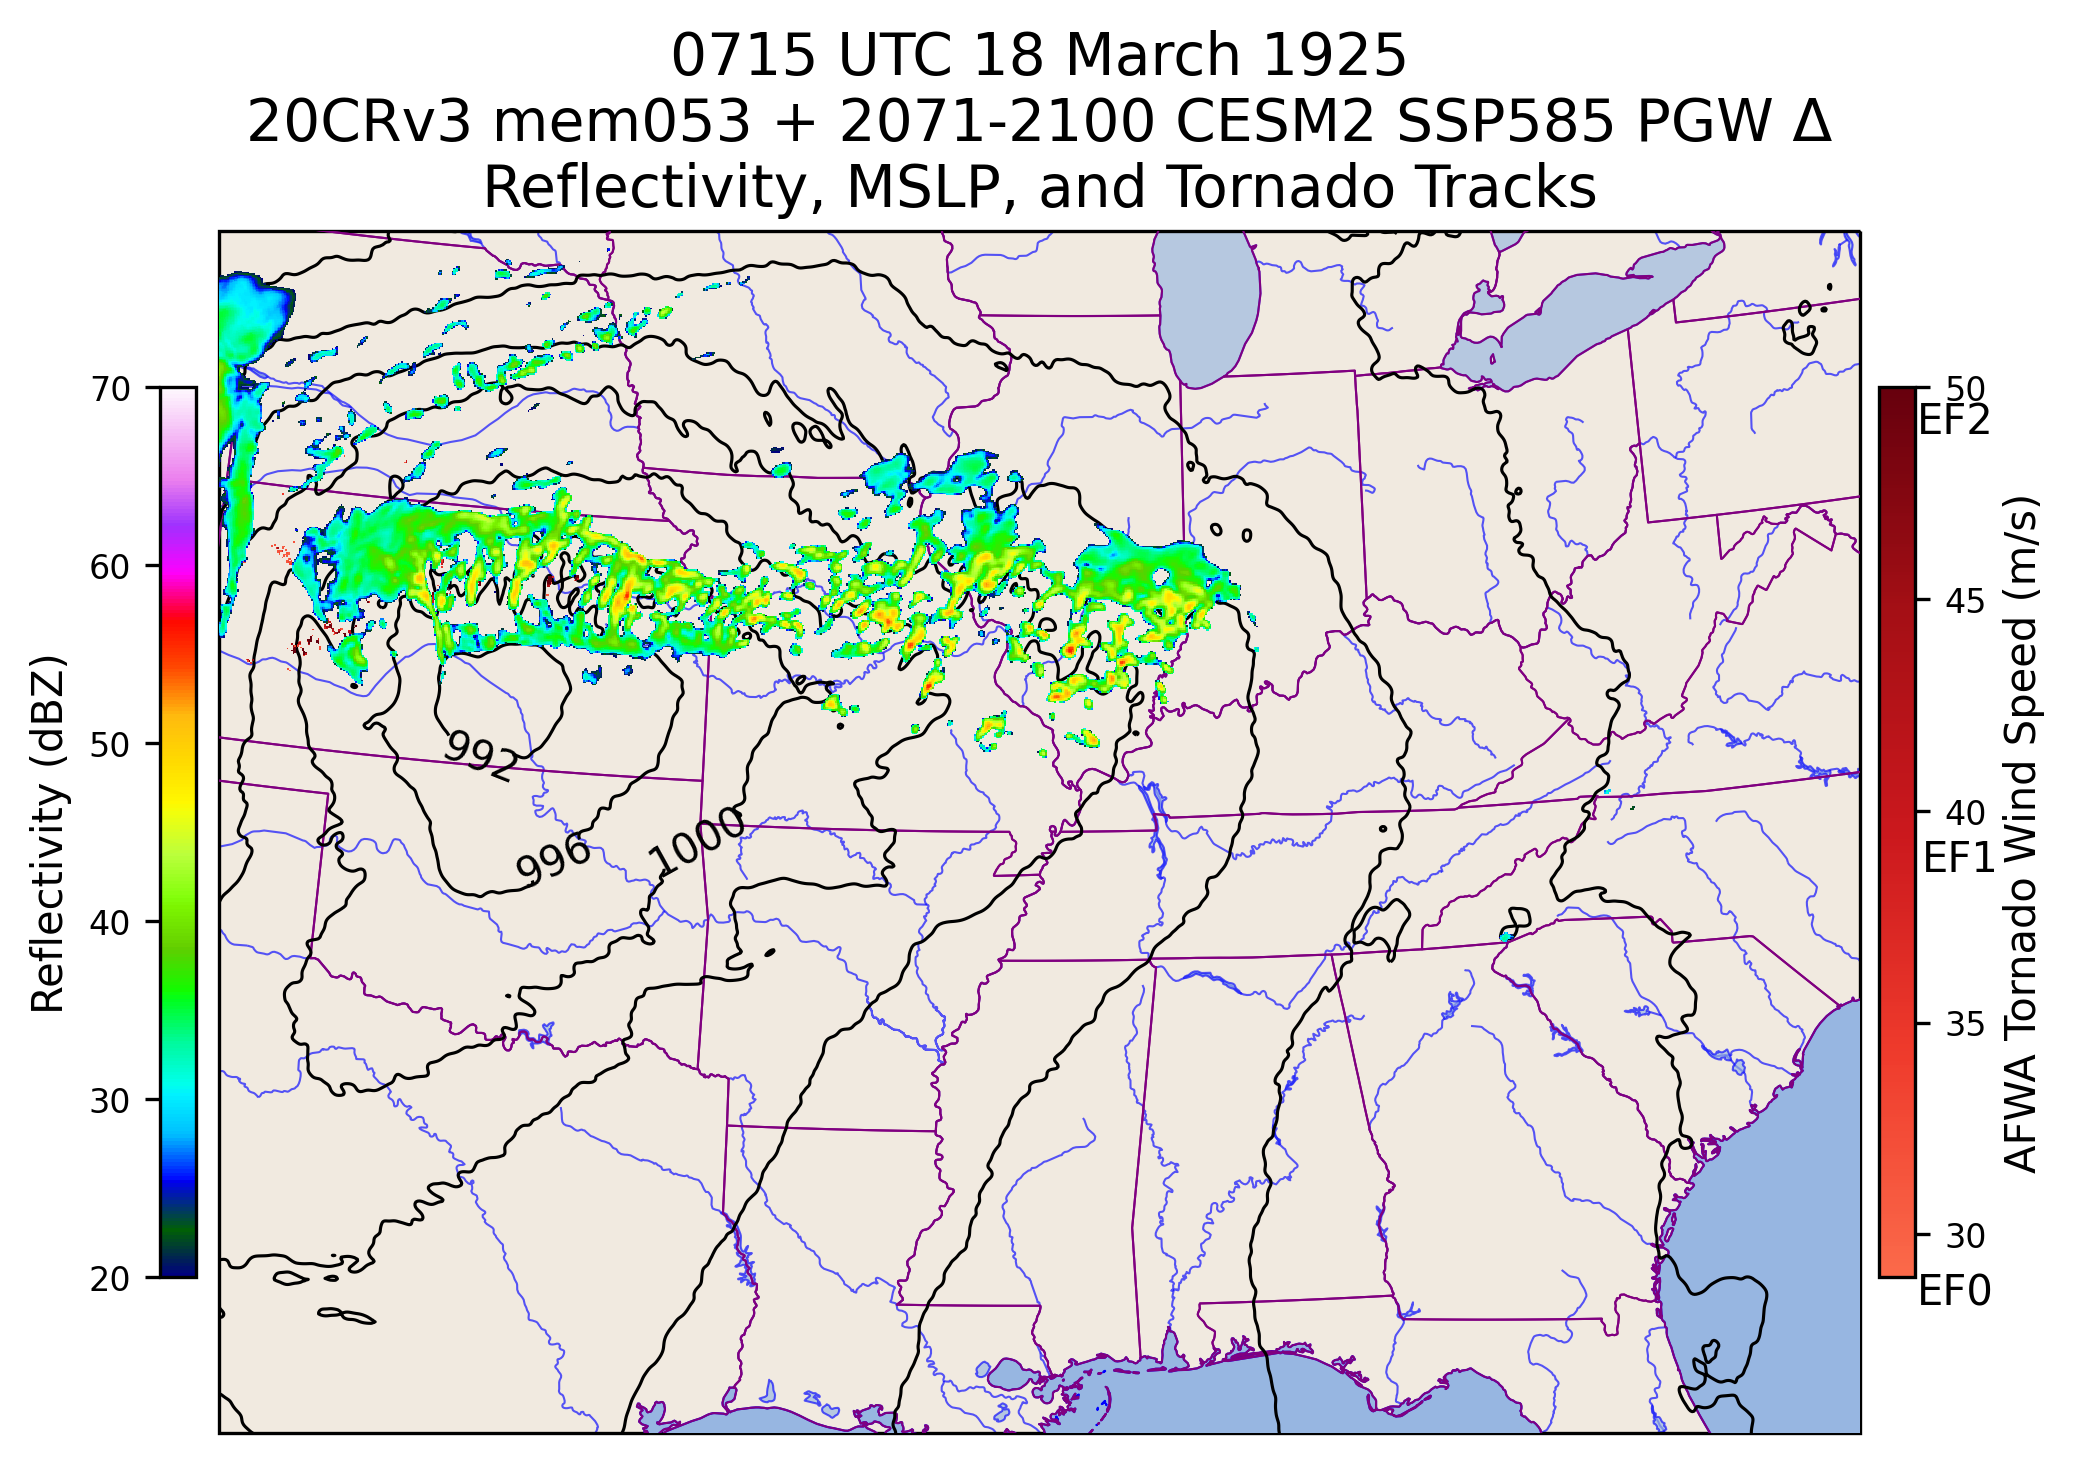 0715 UTC 18 March 1925
20CRv3 mem053 + 2071-2100 CESM2 SSP585 PGW Δ
Reflectivity, MSLP, and Tornado Tracks
Reflectivity (dBZ)
70
60
50
40
30
20
992
996
1000
50
EF2
45
40
EF1
35
30
EF0
AFWA Tornado Wind Speed (m/s)